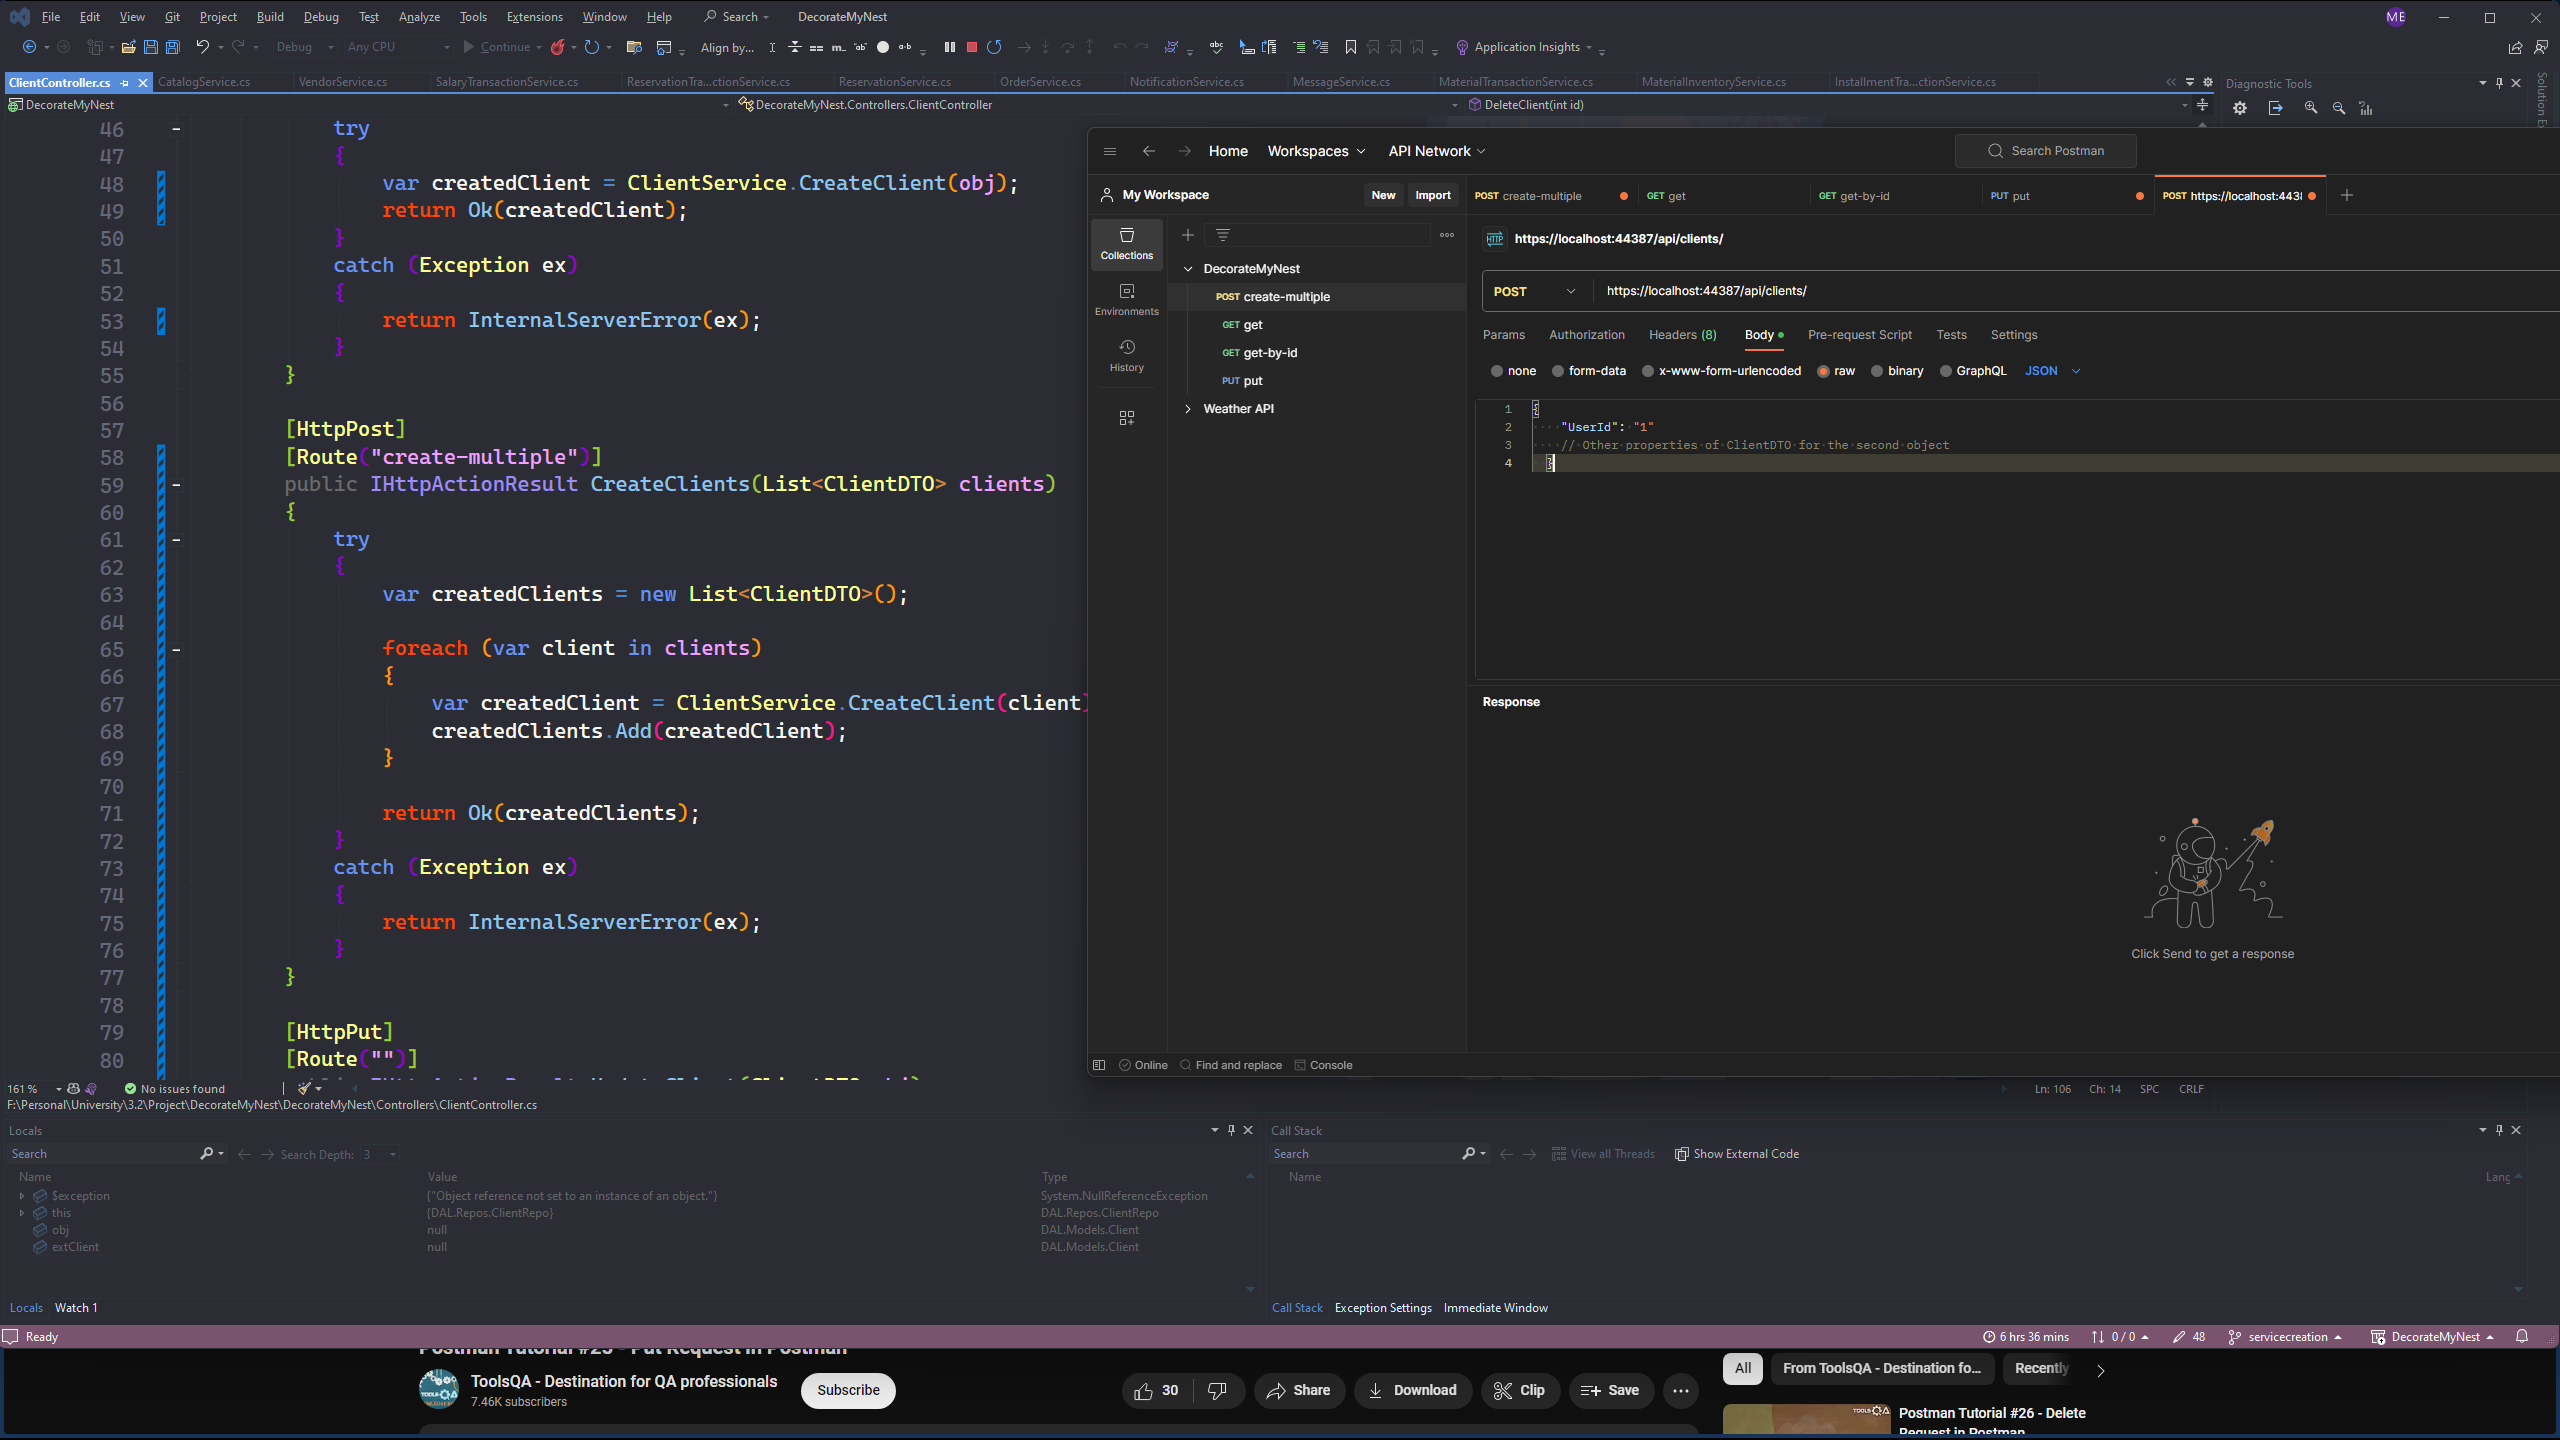 File Edit View Git Project Build Debug Test Analyze Tools Extensions Window Help Search DecorateMyNest ME
Debug Any CPU Continue Align by... Application Insights
ClientController.cs CatalogService.cs VendorService.cs SalaryTransactionService.cs ReservationTra...ctionService.cs ReservationService.cs OrderService.cs NotificationService.cs MessageService.cs MaterialTransactionService.cs MaterialInventoryService.cs InstallmentTra...ctionService.cs
Diagnostic Tools
DecorateMyNest DecorateMyNest.Controllers.ClientController DeleteClient(int id)
46 try
47 {
48 var createdClient = ClientService.CreateClient(obj);
49 return Ok(createdClient);
50 }
51 catch (Exception ex)
52 {
53 return InternalServerError(ex);
54 }
55 }
56
57 [HttpPost]
58 [Route("create-multiple")]
59 public IHttpActionResult CreateClients(List<ClientDTO> clients)
60 {
61 try
62 {
63 var createdClients = new List<ClientDTO>();
64
65 foreach (var client in clients)
66 {
67 var createdClient = ClientService.CreateClient(client)
68 createdClients.Add(createdClient);
69 }
70
71 return Ok(createdClients);
72 }
73 catch (Exception ex)
74 {
75 return InternalServerError(ex);
76 }
77 }
78
79 [HttpPut]
80 [Route("")]
Home Workspaces API Network Search Postman
My Workspace New Import
POST create-multiple GET get GET get-by-id PUT put POST https://localhost:443
Collections
Environments
History
DecorateMyNest
POST create-multiple
GET get
GET get-by-id
PUT put
Weather API
HTTP https://localhost:44387/api/clients/
POST https://localhost:44387/api/clients/
Params Authorization Headers (8) Body Pre-request Script Tests Settings
none form-data x-www-form-urlencoded raw binary GraphQL JSON
1 {
2 "UserId": "1"
3 // Other properties of ClientDTO for the second object
4 }
Response
Click Send to get a response
Online Find and replace Console
161 % No issues found Ln: 106 Ch: 14 SPC CRLF
F:\Personal\University\3.2\Project\DecorateMyNest\DecorateMyNest\Controllers\ClientController.cs
Locals
Search Search Depth: 3
Name Value Type
$exception {"Object reference not set to an instance of an object."} System.NullReferenceException
this {DAL.Repos.ClientRepo} DAL.Repos.ClientRepo
obj null DAL.Models.Client
extClient null DAL.Models.Client
Locals Watch 1
Call Stack
Search View all Threads Show External Code
Name Lang
Call Stack Exception Settings Immediate Window
Ready 6 hrs 36 mins 0 / 0 48 servicecreation DecorateMyNest
Postman Tutorial #25 - Put Request in Postman
ToolsQA - Destination for QA professionals
7.46K subscribers
Subscribe
30 Share Download Clip Save
All From ToolsQA - Destination fo... Recently
Postman Tutorial #26 - Delete
Request in Postman